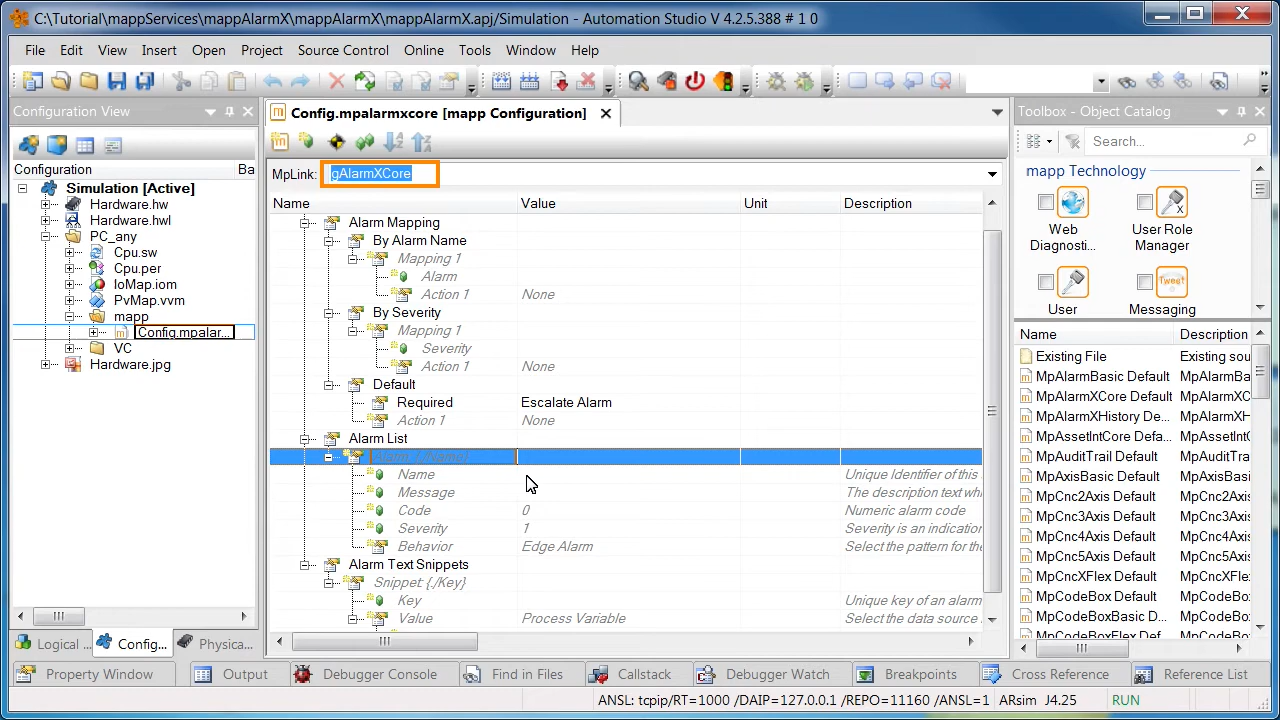 C:\Tutorial\mappServices\mappAlarmX\mappAlarmX\mappAlarmX.apj/Simulation - Automation Studio V 4.2.5.388 # 1 0
File Edit View Insert Open Project Source Control Online Tools Window Help
Configuration View
Config.mpalarmxcore [mapp Configuration]
Toolbox - Object Catalog
Search...
Configuration Ba
MpLink: gAlarmXCore
mapp Technology
Simulation [Active]
Hardware.hw
Hardware.hwl
PC_any
Cpu.sw
Cpu.per
IoMap.iom
PvMap.vvm
mapp
Config.mpalar...
VC
Hardware.jpg
Name Value Unit Description
Alarm Mapping
By Alarm Name
Mapping 1
Alarm
Action 1 None
By Severity
Mapping 1
Severity
Action 1 None
Default
Required Escalate Alarm
Action 1 None
Alarm List
Alarm: {./Name}
Name Unique Identifier of this
Message The description text whi
Code 0 Numeric alarm code
Severity 1 Severity is an indication
Behavior Edge Alarm Select the pattern for the
Alarm Text Snippets
Snippet: {./Key}
Key Unique key of an alarm
Value Process Variable Select the data source
Web Diagnosti...
User Role Manager
User
Messaging
Name Description
Existing File Existing sou
MpAlarmBasic Default MpAlarmBa
MpAlarmXCore Default MpAlarmXC
MpAlarmXHistory De... MpAlarmXH
MpAssetIntCore Defa... MpAssetInt
MpAuditTrail Default MpAuditTra
MpAxisBasic Default MpAxisBasi
MpCnc2Axis Default MpCnc2Axi
MpCnc3Axis Default MpCnc3Axi
MpCnc4Axis Default MpCnc4Axi
MpCnc5Axis Default MpCnc5Axi
MpCncXFlex Default MpCncXFle
MpCodeBox Default MpCodeBo
MpCodeBoxBasic D... MpCodeBo
MpCodeBoxFlex Def... MpCodeBo
Logical ... Config... Physica...
Property Window Output Debugger Console Find in Files Callstack Debugger Watch Breakpoints Cross Reference Reference List
ANSL: tcpip/RT=1000 /DAIP=127.0.0.1 /REPO=11160 /ANSL=1 ARsim J4.25 RUN